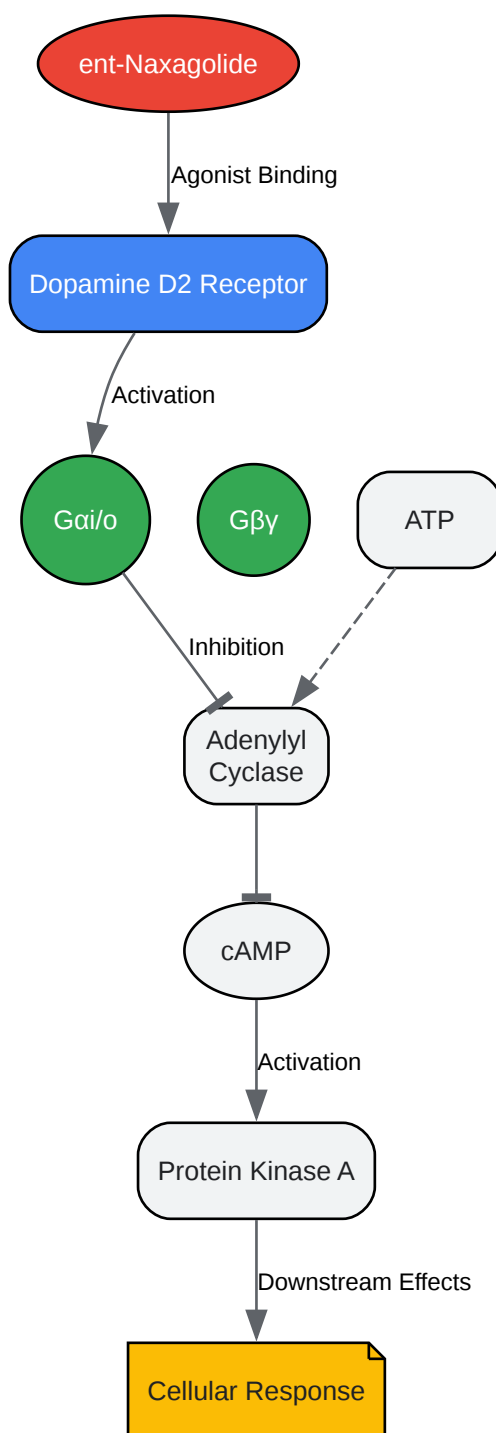 ent-Naxagolide
Agonist Binding
Dopamine D2 Receptor
Activation
Gαi/o
Gβγ
ATP
Inhibition
Adenylyl
Cyclase
cAMP
Activation
Protein Kinase A
Downstream Effects
Cellular Response